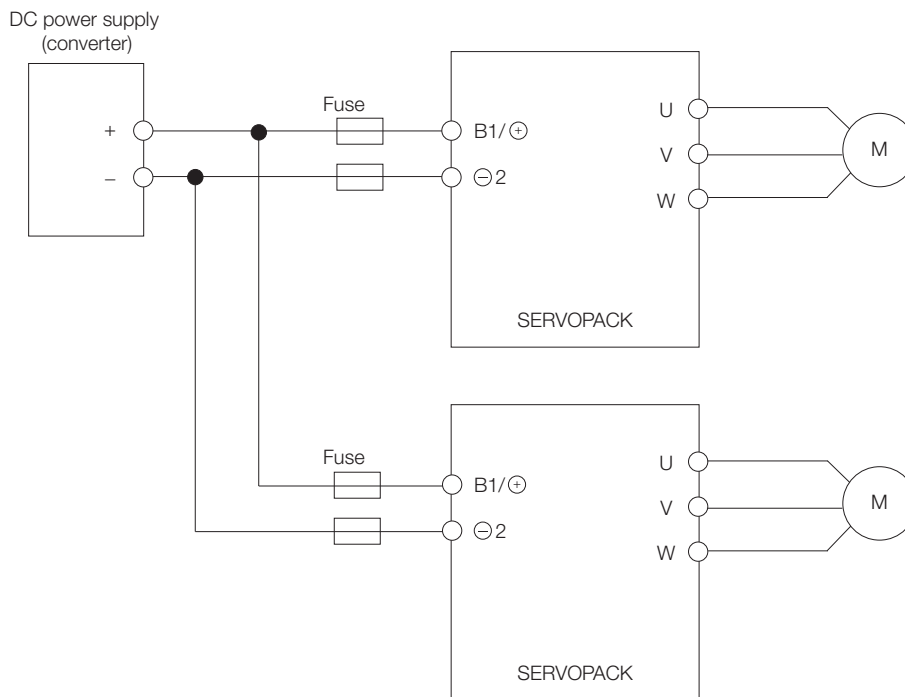 DC power supply
(converter)
+
−
Fuse
B1/⊕
⊖2
U
V
W
M
SERVOPACK
Fuse
B1/⊕
⊖2
U
V
W
M
SERVOPACK